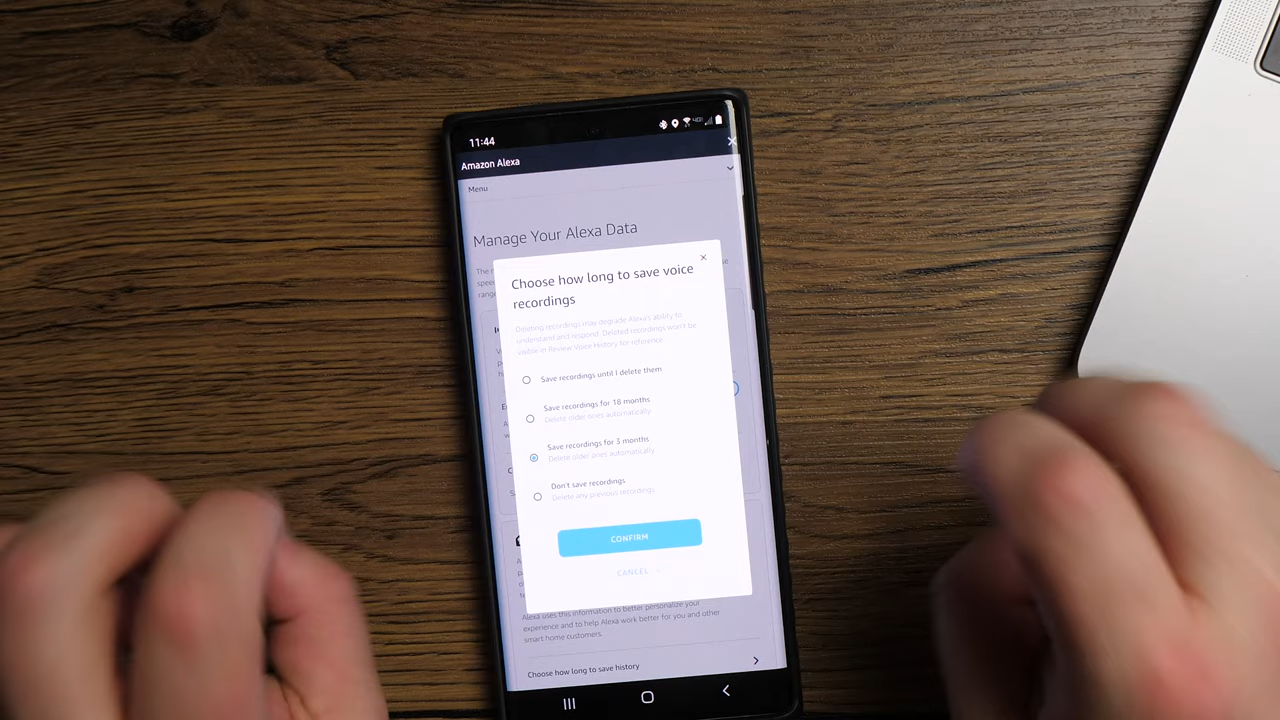 11:44
Amazon Alexa
Menu
Manage Your Alexa Data
Choose how long to save voice
recordings
Deleting recordings may degrade Alexa's ability to
understand and respond. Deleted recordings won't be
visible in Review Voice History for reference.
Save recordings until I delete them
Save recordings for 18 months
Delete older ones automatically
Save recordings for 3 months
Delete older ones automatically
Don't save recordings
Delete any previous recordings
CONFIRM
CANCEL
Alexa uses this information to better personalize your
experience and to help Alexa work better for you and other
smart home customers.
Choose how long to save history